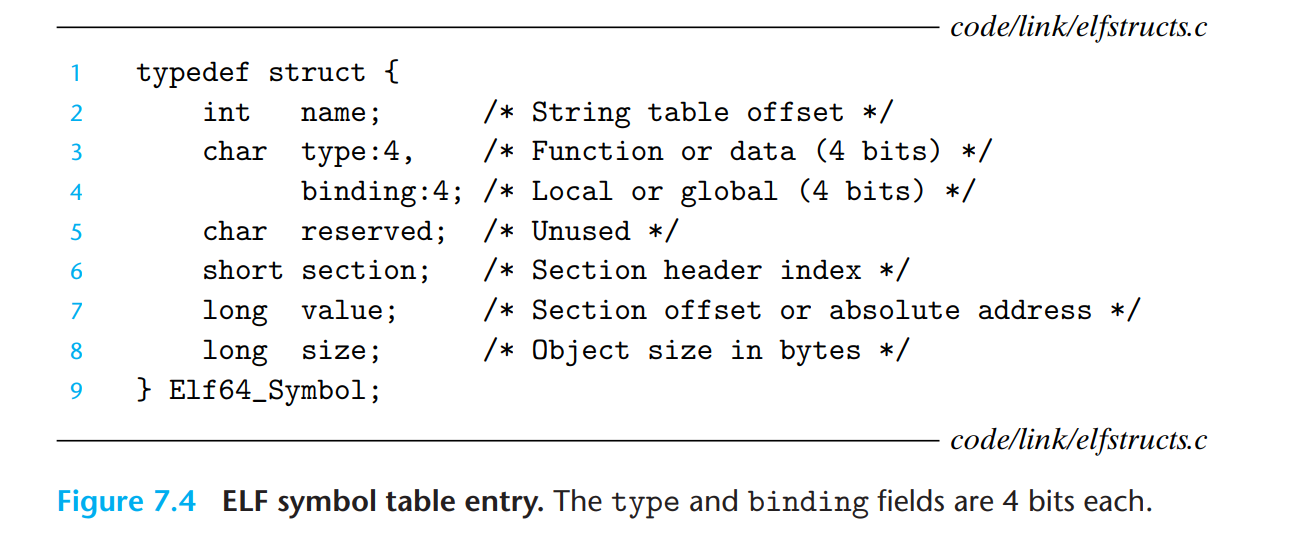 code/link/elfstructs.c
1 typedef struct {
2 int name; /* String table offset */
3 char type:4, /* Function or data (4 bits) */
4 binding:4; /* Local or global (4 bits) */
5 char reserved; /* Unused */
6 short section; /* Section header index */
7 long value; /* Section offset or absolute address */
8 long size; /* Object size in bytes */
9 } Elf64_Symbol;
code/link/elfstructs.c
Figure 7.4 ELF symbol table entry. The type and binding fields are 4 bits each.